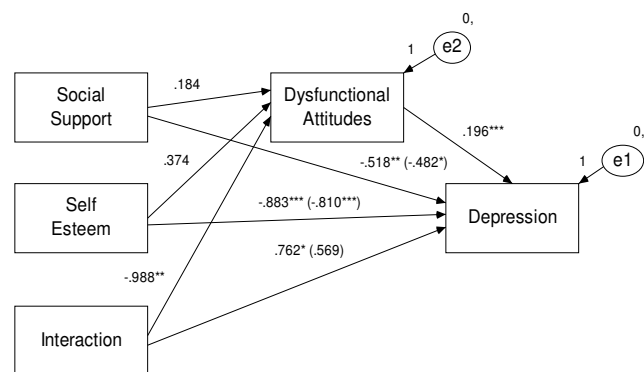 0,
1
e2
Social
Support
.184
Dysfunctional
Attitudes
.196***
0,
1
e1
-.518** (-.482*)
.374
Self
Esteem
-.883*** (-.810***)
Depression
.762* (.569)
-.988**
Interaction